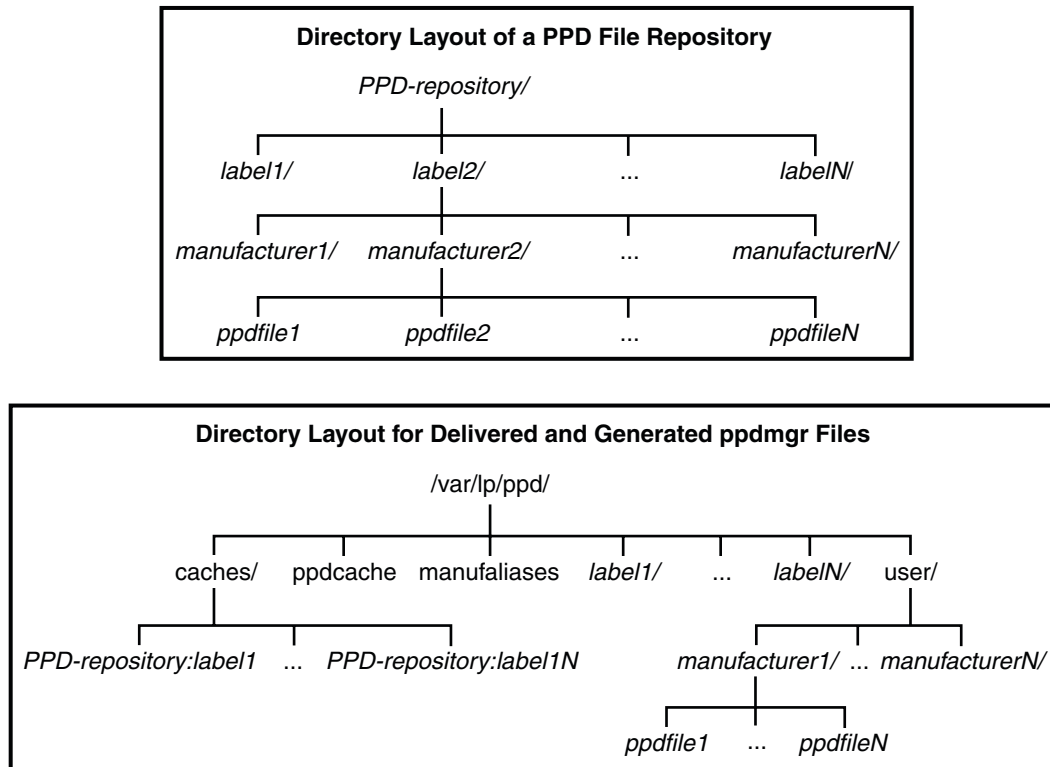 Directory Layout of a PPD File Repository
PPD-repository/
label1/ label2/ ... labelN/
manufacturer1/ manufacturer2/ ... manufacturerN/
ppdfile1 ppdfile2 ... ppdfileN
Directory Layout for Delivered and Generated ppdmgr Files
/var/lp/ppd/
caches/ ppdcache manufaliases label1/ ... labelN/ user/
PPD-repository:label1 ... PPD-repository:label1N manufacturer1/ ... manufacturerN/
ppdfile1 ... ppdfileN